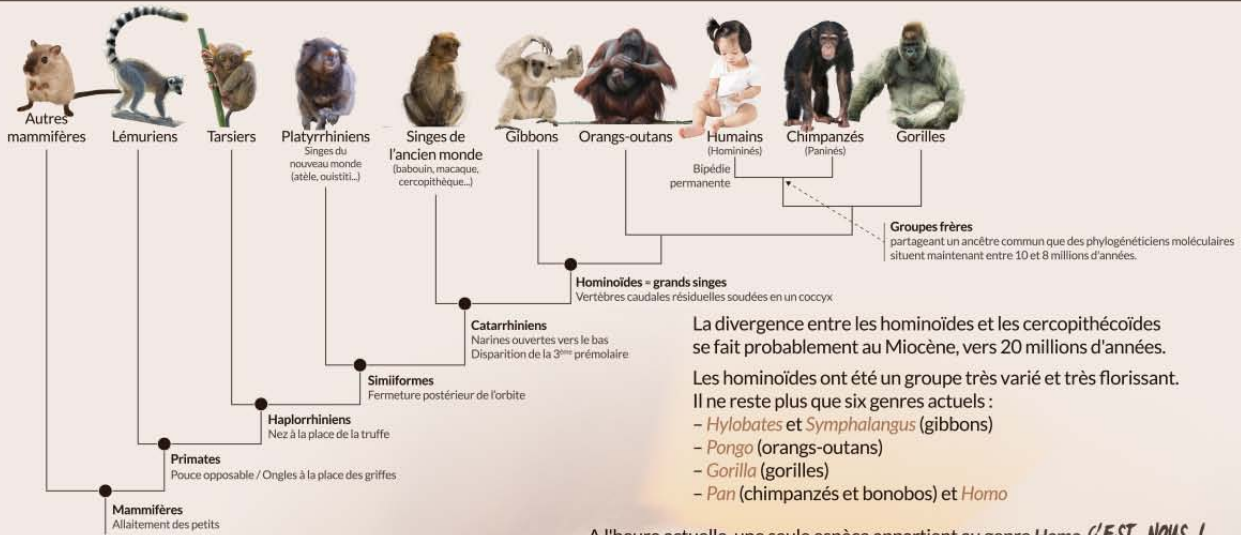 Autres
mammifères
Lémuriens
Tarsiers
Platyrrhiniens
Singes du
nouveau monde
(atèle, ouistiti...)
Singes de
l'ancien monde
(babouin, macaque,
cercopithèque...)
Gibbons
Orangs-outans
Humains
(Homininés)
Chimpanzés
(Paninés)
Gorilles
Bipédie
permanente
Groupes frères
partageant un ancêtre commun que des phylogénéticiens moléculaires
situent maintenant entre 10 et 8 millions d'années.
Hominoïdes = grands singes
Vertèbres caudales résiduelles soudées en un coccyx
Catarrhiniens
Narines ouvertes vers le bas
Disparition de la 3ème prémolaire
Simiiformes
Fermeture postérieur de l'orbite
Haplorrhiniens
Nez à la place de la truffe
Primates
Pouce opposable / Ongles à la place des griffes
Mammifères
Allaitement des petits
La divergence entre les hominoïdes et les cercopithécoïdes
se fait probablement au Miocène, vers 20 millions d'années.
Les hominoïdes ont été un groupe très varié et très florissant.
Il ne reste plus que six genres actuels :
– Hylobates et Symphalangus (gibbons)
– Pongo (orangs-outans)
– Gorilla (gorilles)
– Pan (chimpanzés et bonobos) et Homo
A l'heure actuelle, une seule espèce appartient au genre Homo, C'EST NOUS !